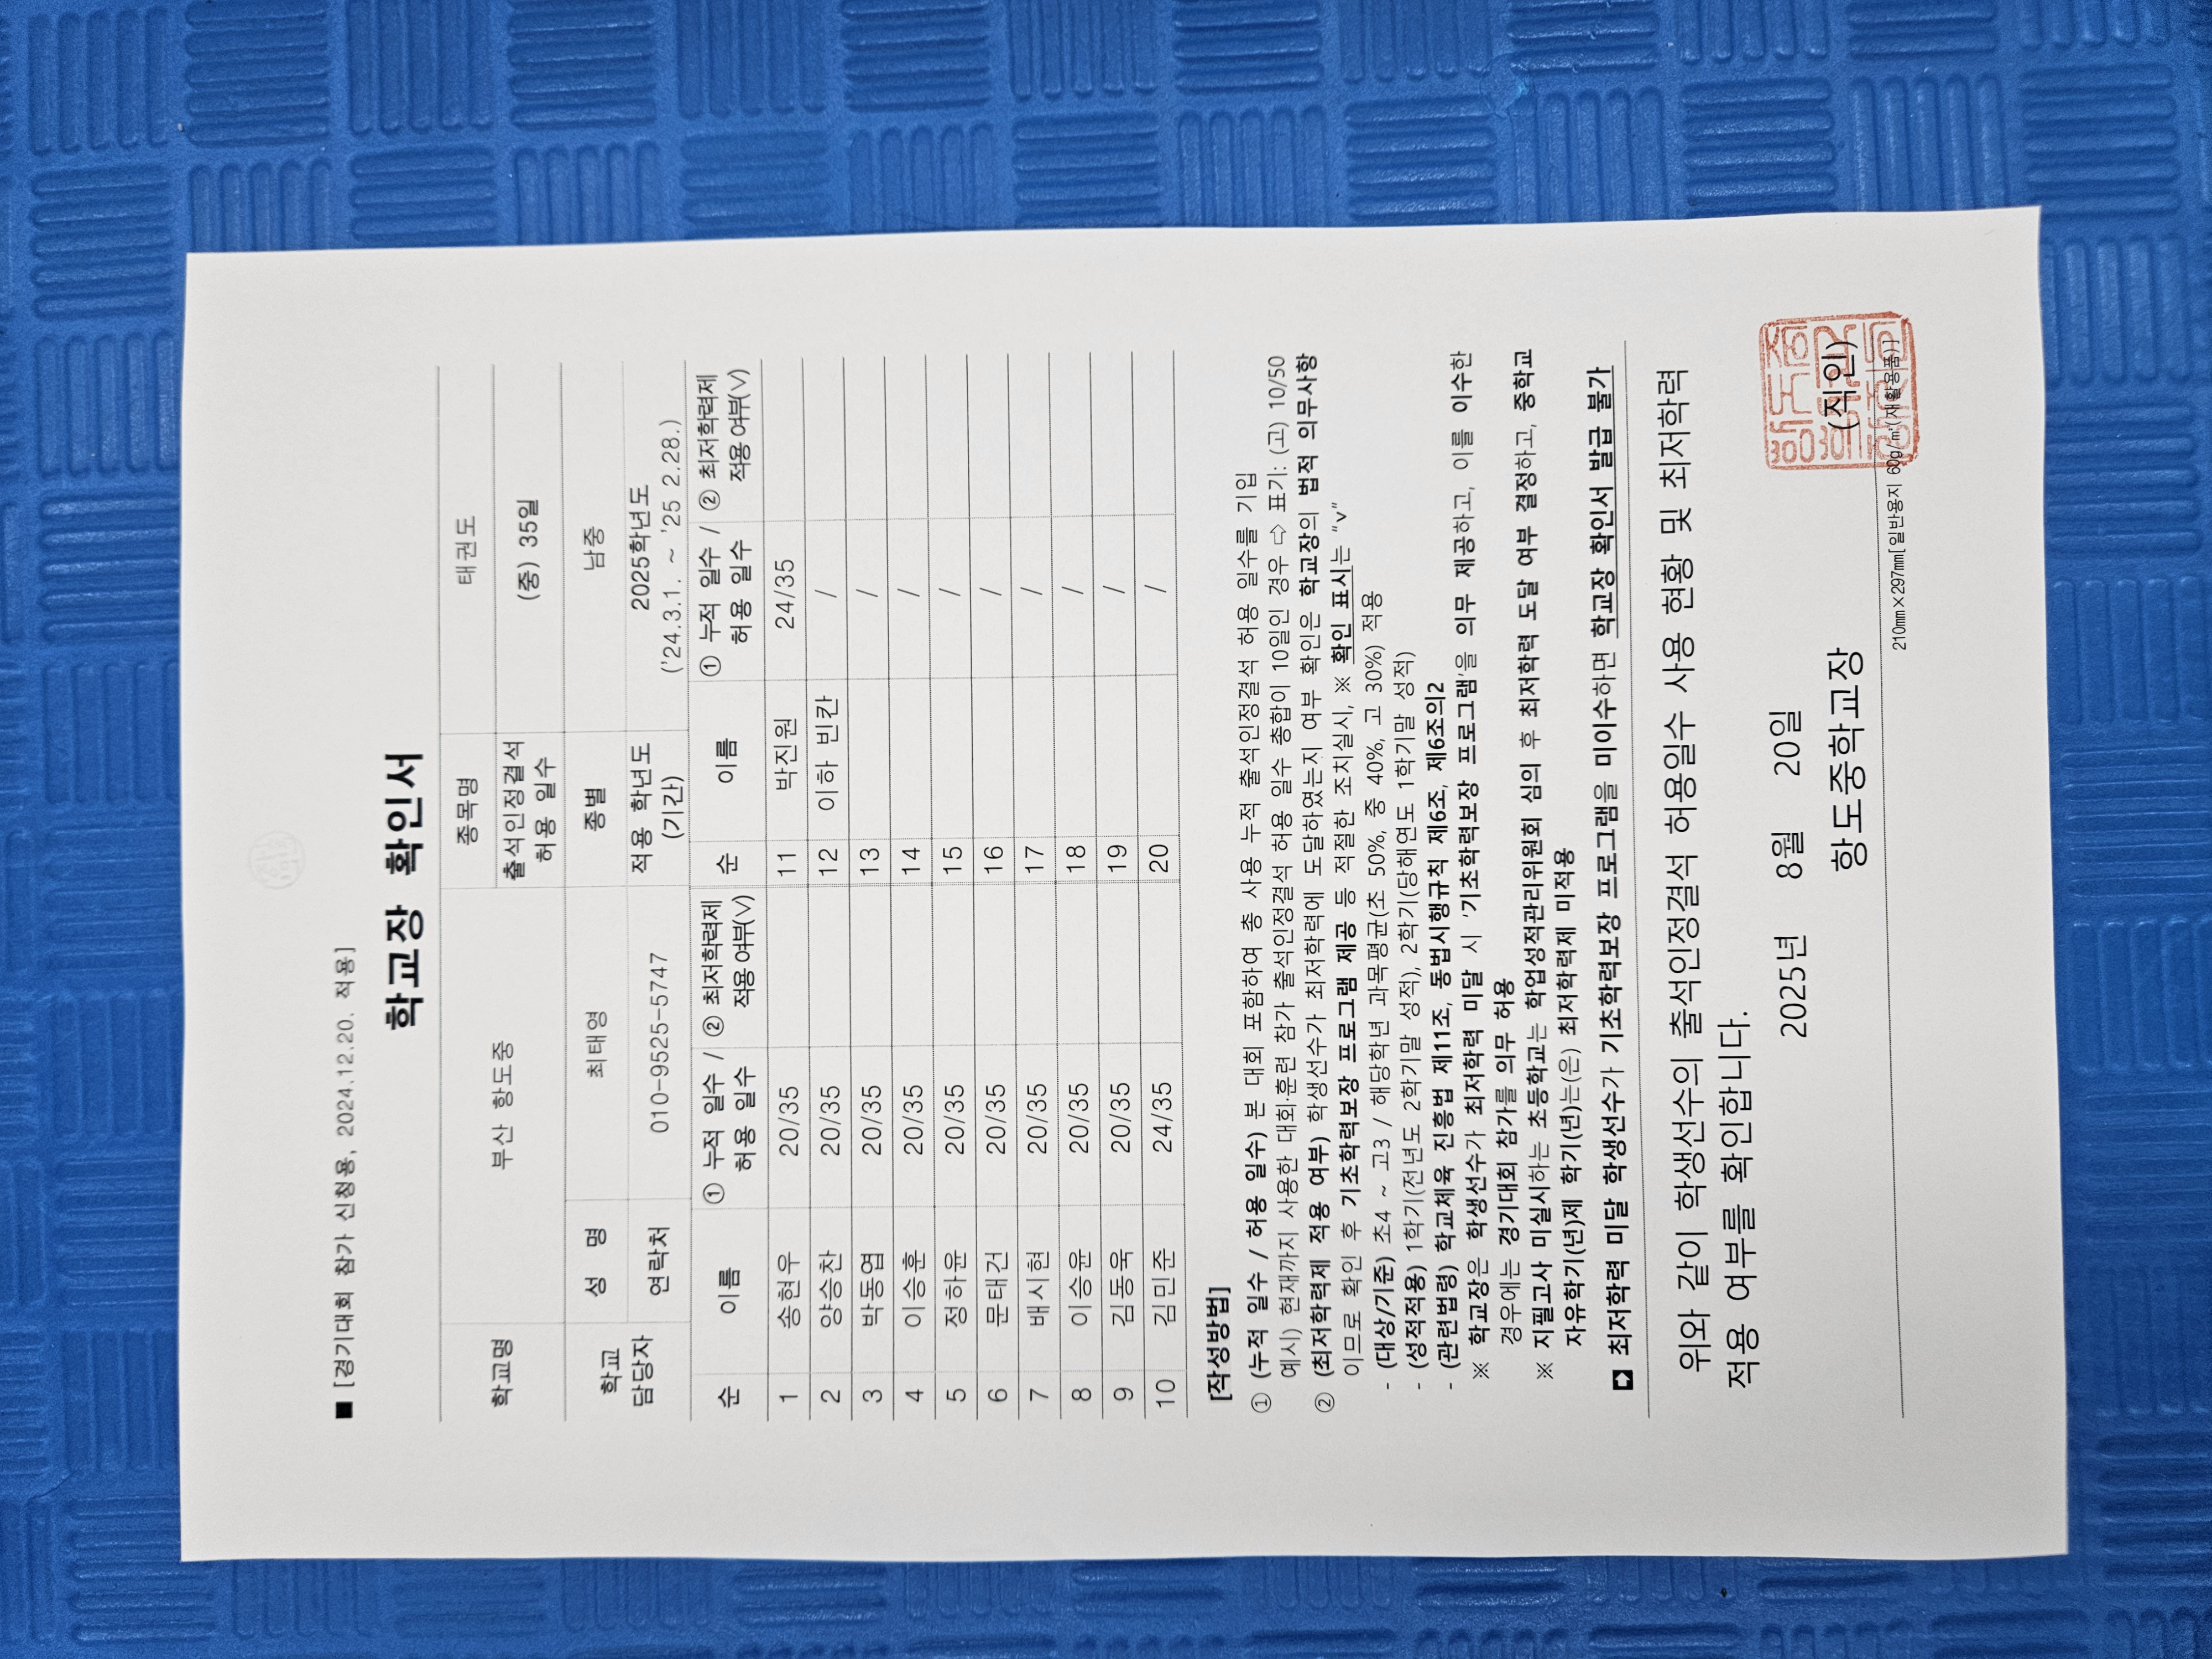 ■ [경기대회 참가 신청용, 2024.12.20. 적용]
학교장 확인서
학교명 부산 항도중 종목명 태권도
출석인정결석 허용 일수 (중) 35일
학교 담당자 성 명 최태영 종별 남중
연락처 010-9525-5747 적용 학년도 (기간) 2025학년도 ('24.3.1. ~ '25 2.28.)
순 이름 ① 누적 일수 / 허용 일수 ② 최저학력제 적용 여부(V) 순 이름 ① 누적 일수 / 허용 일수 ② 최저학력제 적용 여부(V)
1 송현우 20/35 11 박진원 24/35
2 양승찬 20/35 12 이하 빈칸 /
3 박동엽 20/35 13 /
4 이승훈 20/35 14 /
5 정하윤 20/35 15 /
6 문태건 20/35 16 /
7 배시현 20/35 17 /
8 이승윤 20/35 18 /
9 김동욱 20/35 19 /
10 김민준 24/35 20 /
[작성방법]
① (누적 일수 / 허용 일수) 본 대회 포함하여 총 사용 누적 출석인정결석 허용 일수를 기입
예시) 현재까지 사용한 대회·훈련 참가 출석인정결석 허용 일수 총합이 10일인 경우 ⇨ 표기: (고) 10/50
② (최저학력제 적용 여부) 학생선수가 최저학력에 도달하였는지 여부 확인은 학교장의 법적 의무사항
이므로 확인 후 기초학력보장 프로그램 제공 등 적절한 조치실시, ※ 확인 표시는 “v”
- (대상/기준) 초4 ~ 고3 / 해당학년 과목평균(초 50%, 중 40%, 고 30%) 적용
- (성적적용) 1학기(전년도 2학기말 성적), 2학기(당해연도 1학기말 성적)
- (관련법령) 학교체육 진흥법 제11조, 동법시행규칙 제6조, 제6조의2
※ 학교장은 학생선수가 최저학력 미달 시 '기초학력보장 프로그램'을 의무 제공하고, 이를 이수한
경우에는 경기대회 참가를 의무 허용
※ 지필고사 미실시하는 초등학교는 학업성적관리위원회 심의 후 최저학력 도달 여부 결정하고, 중학교
자유학기(년)제 학기(년)는(은) 최저학력제 미적용
➡ 최저학력 미달 학생선수가 기초학력보장 프로그램을 미이수하면 학교장 확인서 발급 불가
위와 같이 학생선수의 출석인정결석 허용일수 사용 현황 및 최저학력
적용 여부를 확인합니다.
2025년 8월 20일
항도중학교장 (직인)
210㎜×297㎜[일반용지 60g/㎡(재활용품)]